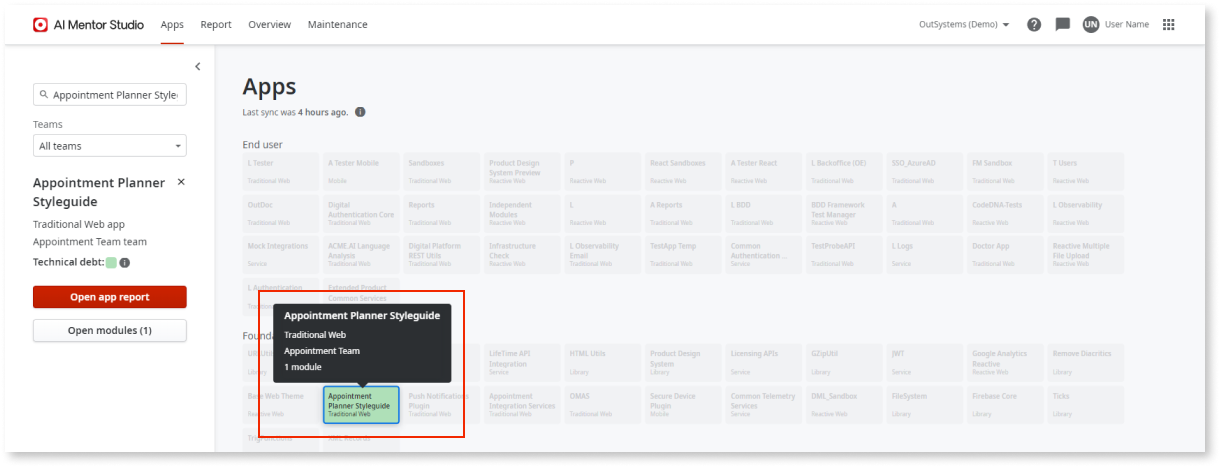 AI Mentor Studio
Apps
Report
Overview
Maintenance
OutSystems (Demo)
?
UN
User Name
Appointment Planner Style
Teams
All teams
Appointment Planner
Styleguide
Traditional Web app
Appointment Team team
Technical debt:
Open app report
Open modules (1)
Apps
Last sync was 4 hours ago.
End user
L Tester
Traditional Web
A Tester Mobile
Mobile
Sandboxes
Traditional Web
Product Design
System Preview
Reactive Web
P
Reactive Web
React Sandboxes
Reactive Web
A Tester React
Reactive Web
L Backoffice (OE)
Traditional Web
SSO_AzureAD
Traditional Web
FM Sandbox
Traditional Web
T Users
Reactive Web
OutDoc
Traditional Web
Digital
Authentication Core
Traditional Web
Reports
Traditional Web
Independent
Modules
Reactive Web
L
Reactive Web
A Reports
Traditional Web
L BDD
Traditional Web
BDD Framework
Test Manager
Reactive Web
A
Traditional Web
CodeDNA-Tests
Reactive Web
L Observability
Reactive Web
Mock Integrations
Service
ACME AI Language
Analysis
Traditional Web
Digital Platform
REST Utils
Traditional Web
Infrastructure
Check
Reactive Web
L Observability
Email
Traditional Web
TestApp Temp
Traditional Web
Common
Authentication ...
Service
TestProbeAPI
Traditional Web
L Logs
Service
Doctor App
Traditional Web
Reactive Multiple
File Upload
Reactive Web
L Authentication
Extended Product
Common Services
Appointment Planner Styleguide
Traditional Web
Appointment Team
1 module
Library
LifeTime API
Integration
Service
HTML Utils
Library
Product Design
System
Library
Licensing APIs
Service
GZipUtil
Library
JWT
Service
Google Analytics
Reactive
Reactive Web
Remove Diacritics
Library
Base Web Theme
Reactive Web
Appointment
Planner Styleguide
Traditional Web
Push Notifications
Plugin
Traditional Web
Appointment
Integration Services
Traditional Web
OMAS
Traditional Web
Secure Device
Plugin
Mobile
Common Telemetry
Services
Service
DML_Sandbox
Reactive Web
FileSystem
Library
Firebase Core
Library
Ticks
Library
XML Records